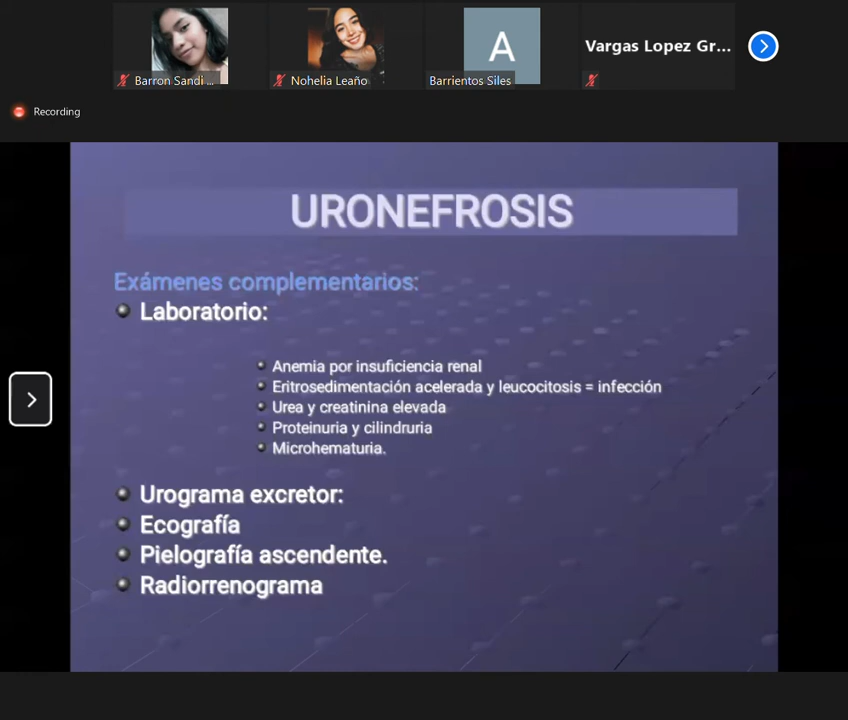 Barron Sandi ...
Nohelia Leaño
A
Barrientos Siles
Vargas Lopez Gr...
Recording
URONEFROSIS
Exámenes complementarios:
Laboratorio:
Anemia por insuficiencia renal
Eritrosedimentación acelerada y leucocitosis = infección
Urea y creatinina elevada
Proteinuria y cilindruria
Microhematuria.
Urograma excretor:
Ecografía
Pielografía ascendente.
Radiorrenograma